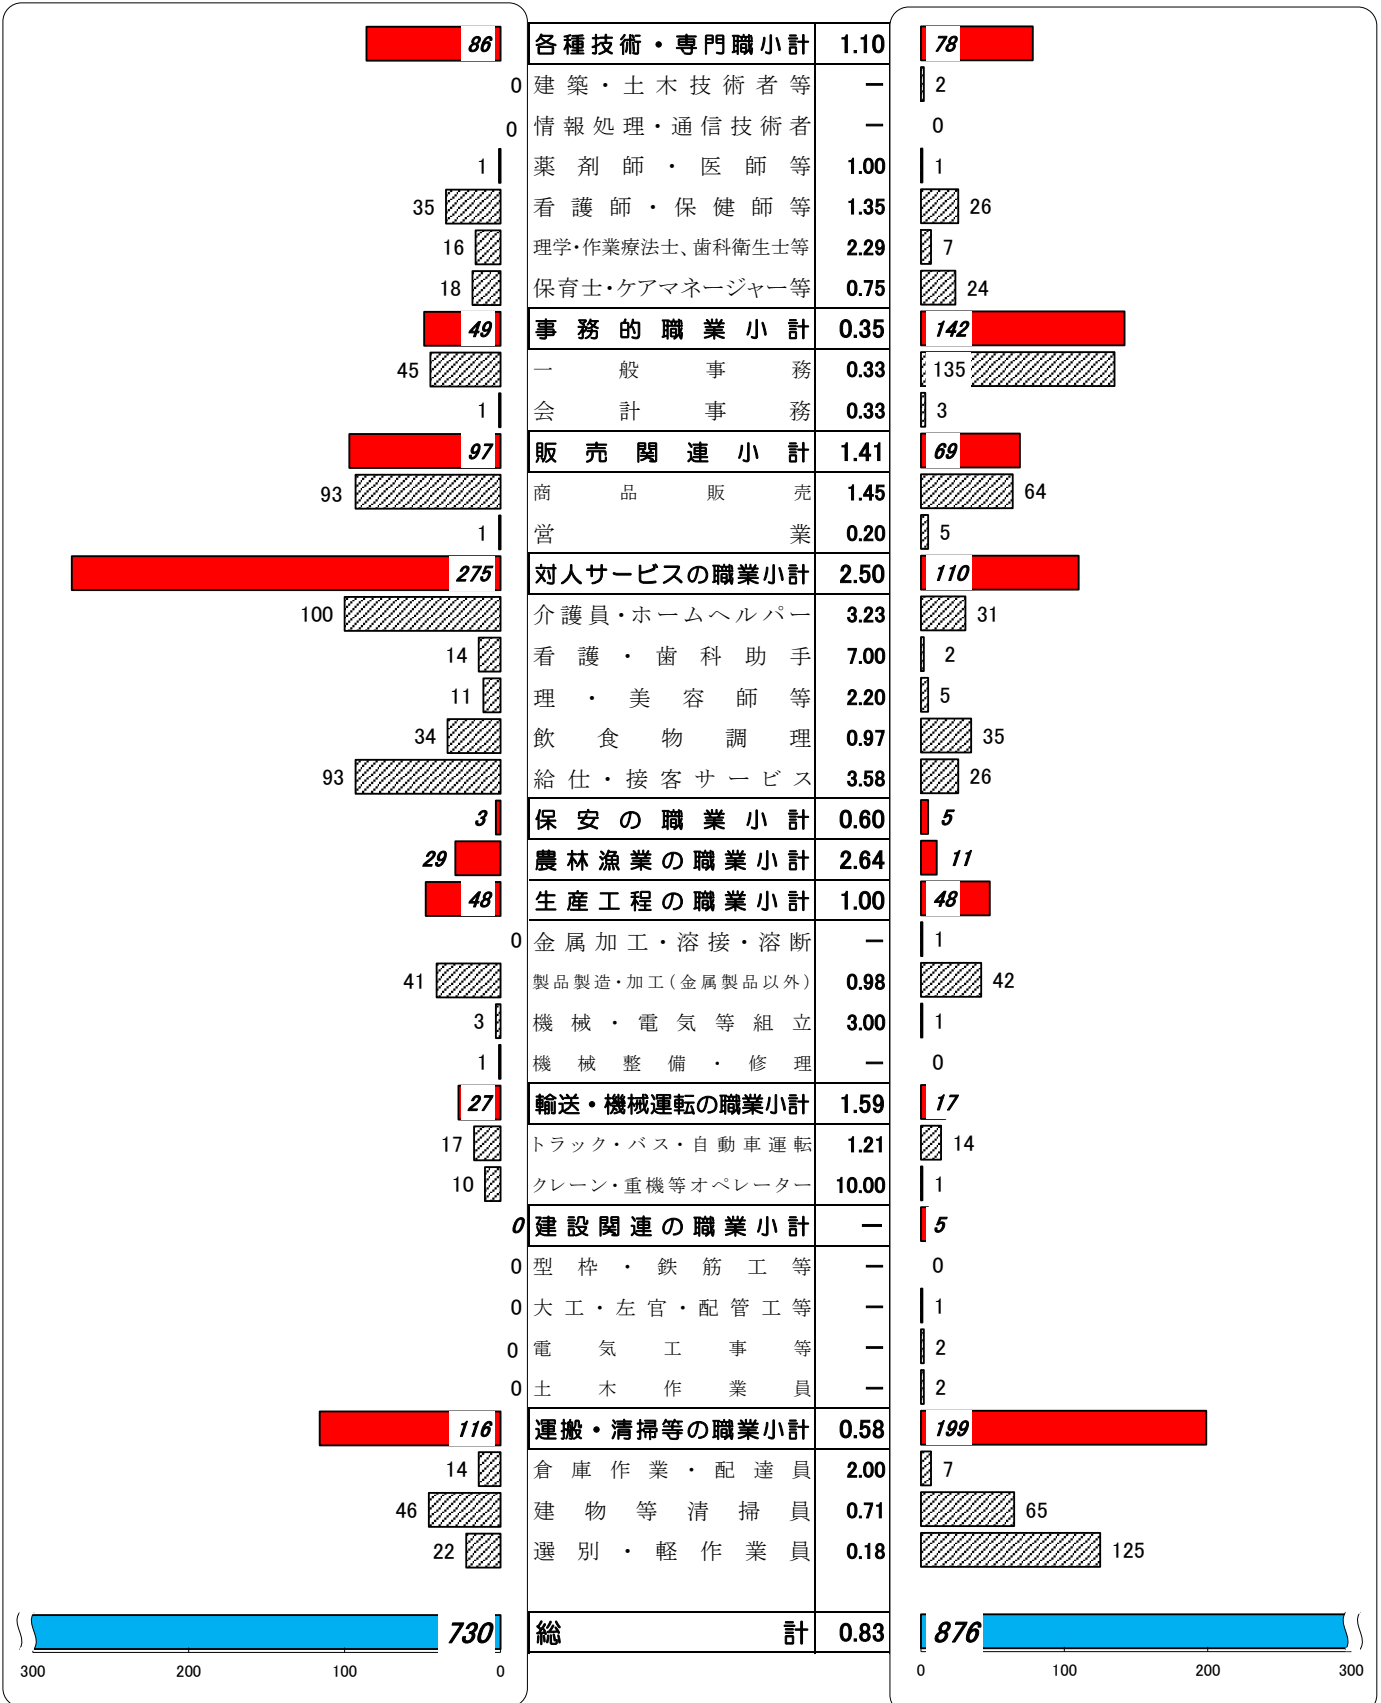 86 各種技術・専門職小計 1.10 78
0 建築・土木技術者等 － 2
0 情報処理・通信技術者 － 0
1 薬剤師・医師等 1.00 1
35 看護師・保健師等 1.35 26
16 理学・作業療法士、歯科衛生士等 2.29 7
18 保育士・ケアマネージャー等 0.75 24
49 事務的職業小計 0.35 142
45 一般事務 0.33 135
1 会計事務 0.33 3
97 販売関連小計 1.41 69
93 商品販売 1.45 64
1 営業 0.20 5
275 対人サービスの職業小計 2.50 110
100 介護員・ホームヘルパー 3.23 31
14 看護・歯科助手 7.00 2
11 理・美容師等 2.20 5
34 飲食物調理 0.97 35
93 給仕・接客サービス 3.58 26
3 保安の職業小計 0.60 5
29 農林漁業の職業小計 2.64 11
48 生産工程の職業小計 1.00 48
0 金属加工・溶接・溶断 － 1
41 製品製造・加工(金属製品以外) 0.98 42
3 機械・電気等組立 3.00 1
1 機械整備・修理 － 0
27 輸送・機械運転の職業小計 1.59 17
17 トラック・バス・自動車運転 1.21 14
10 クレーン・重機等オペレーター 10.00 1
0 建設関連の職業小計 － 5
0 型枠・鉄筋工等 － 0
0 大工・左官・配管工等 － 1
0 電気工事等 － 2
0 土木作業員 － 2
116 運搬・清掃等の職業小計 0.58 199
14 倉庫作業・配達員 2.00 7
46 建物等清掃員 0.71 65
22 選別・軽作業員 0.18 125
730 総計 0.83 876
300 200 100 0 0 100 200 300